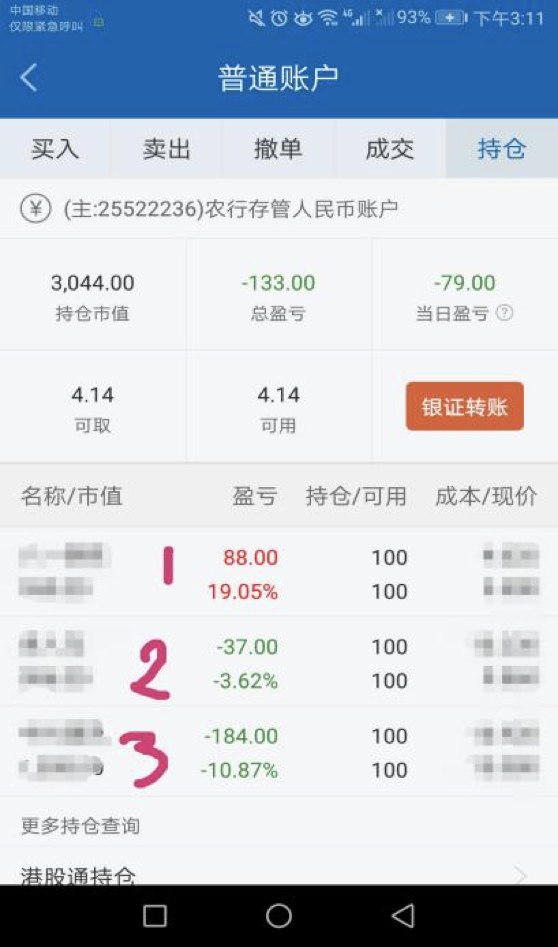 中国移动
仅限紧急呼叫
4G 93% 下午3:11
普通账户
买入 卖出 撤单 成交 持仓
¥ (主:25522236)农行存管人民币账户
3,044.00 -133.00 -79.00
持仓市值 总盈亏 当日盈亏 ?
4.14 4.14
可取 可用 银证转账
名称/市值 盈亏 持仓/可用 成本/现价
1 88.00 100
19.05% 100
2 -37.00 100
-3.62% 100
3 -184.00 100
-10.87% 100
更多持仓查询
港股通持仓